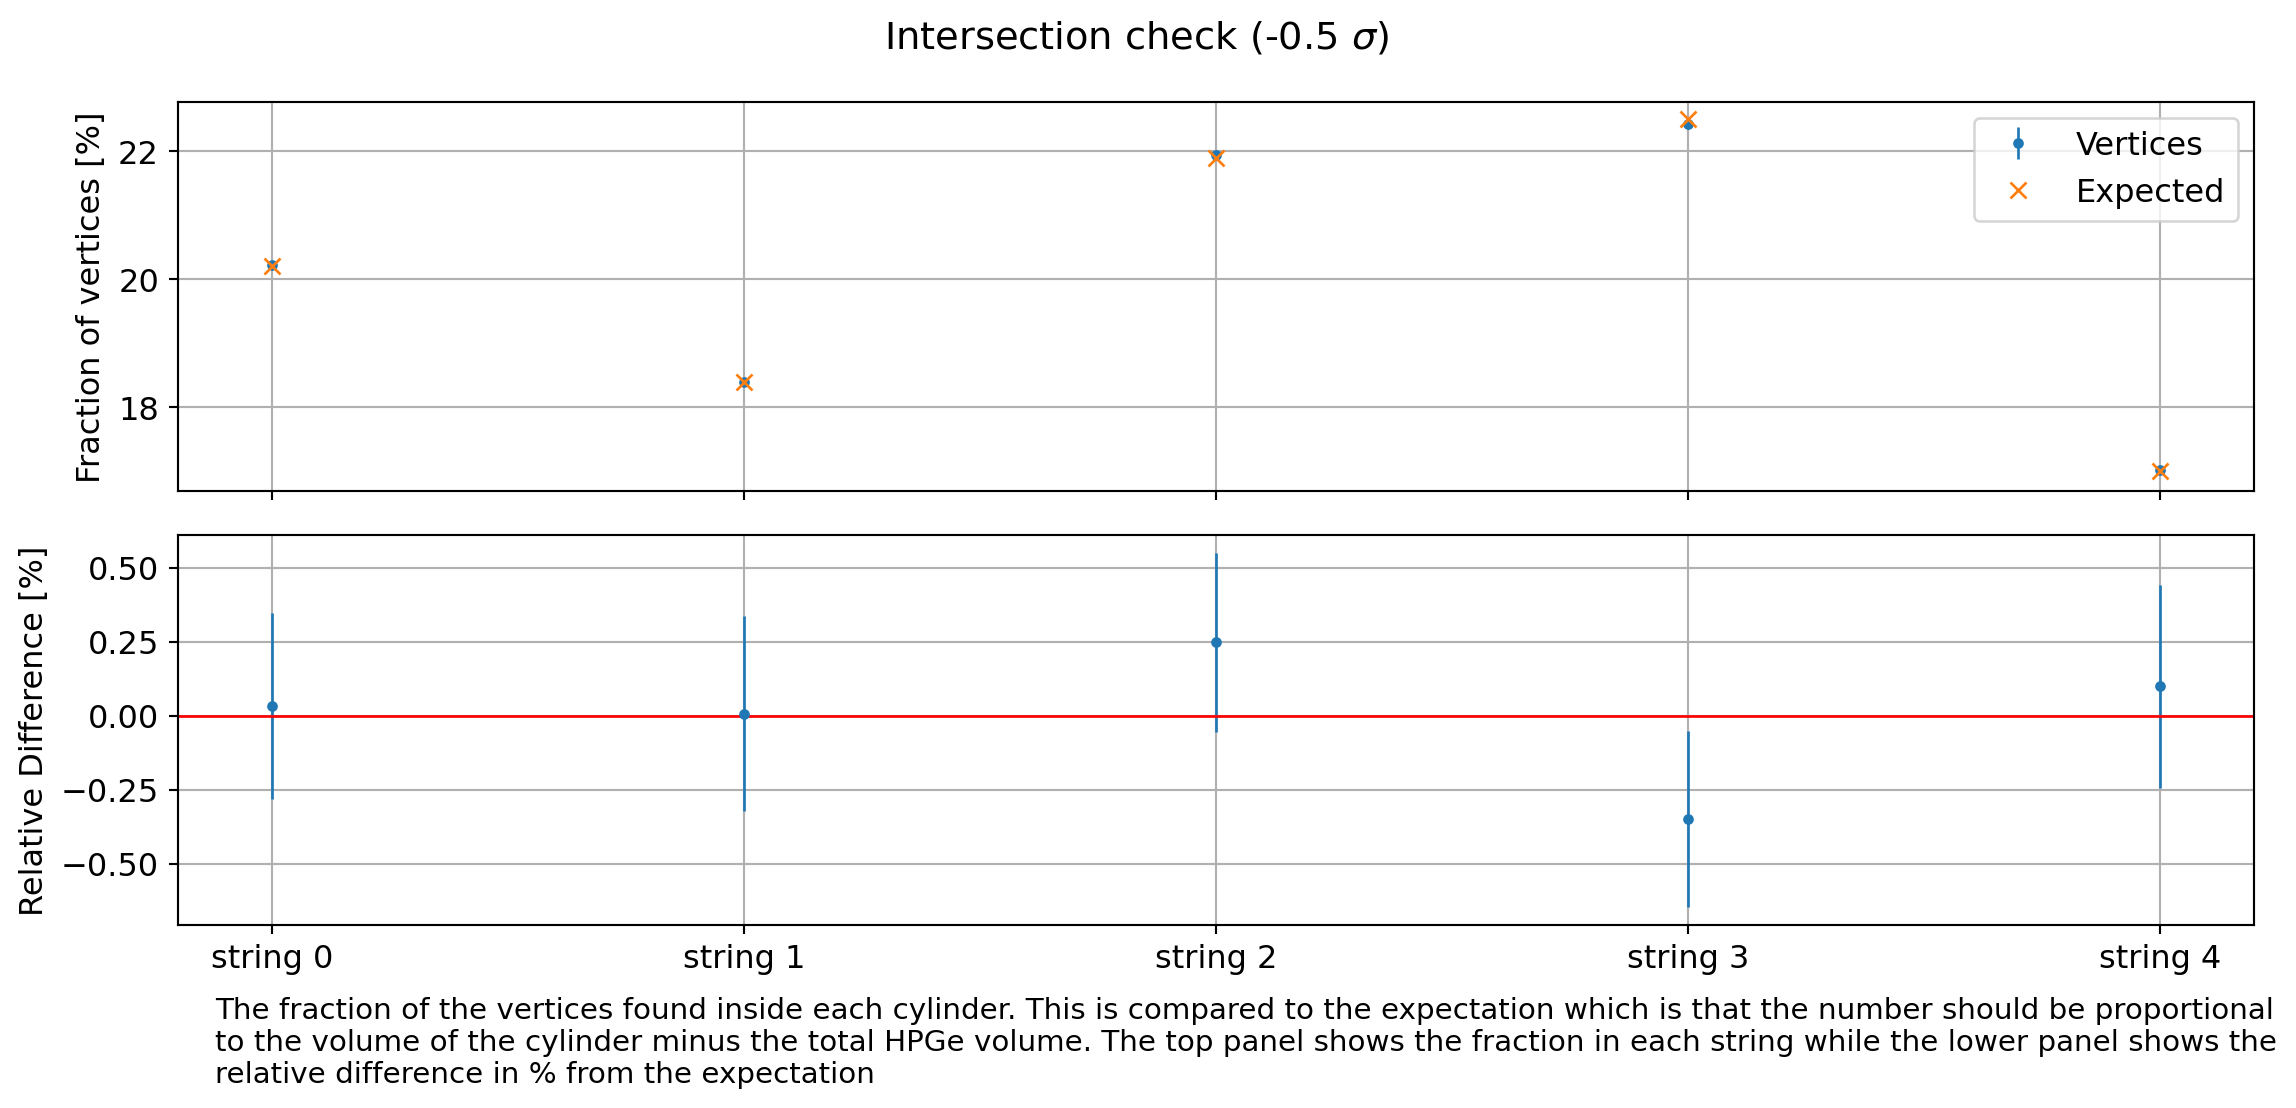 Intersection check (-0.5 σ)
Fraction of vertices [%]
22
20
18
Vertices
Expected
Relative Difference [%]
0.50
0.25
0.00
−0.25
−0.50
string 0
string 1
string 2
string 3
string 4
The fraction of the vertices found inside each cylinder. This is compared to the expectation which is that the number should be proportional
to the volume of the cylinder minus the total HPGe volume. The top panel shows the fraction in each string while the lower panel shows the
relative difference in % from the expectation